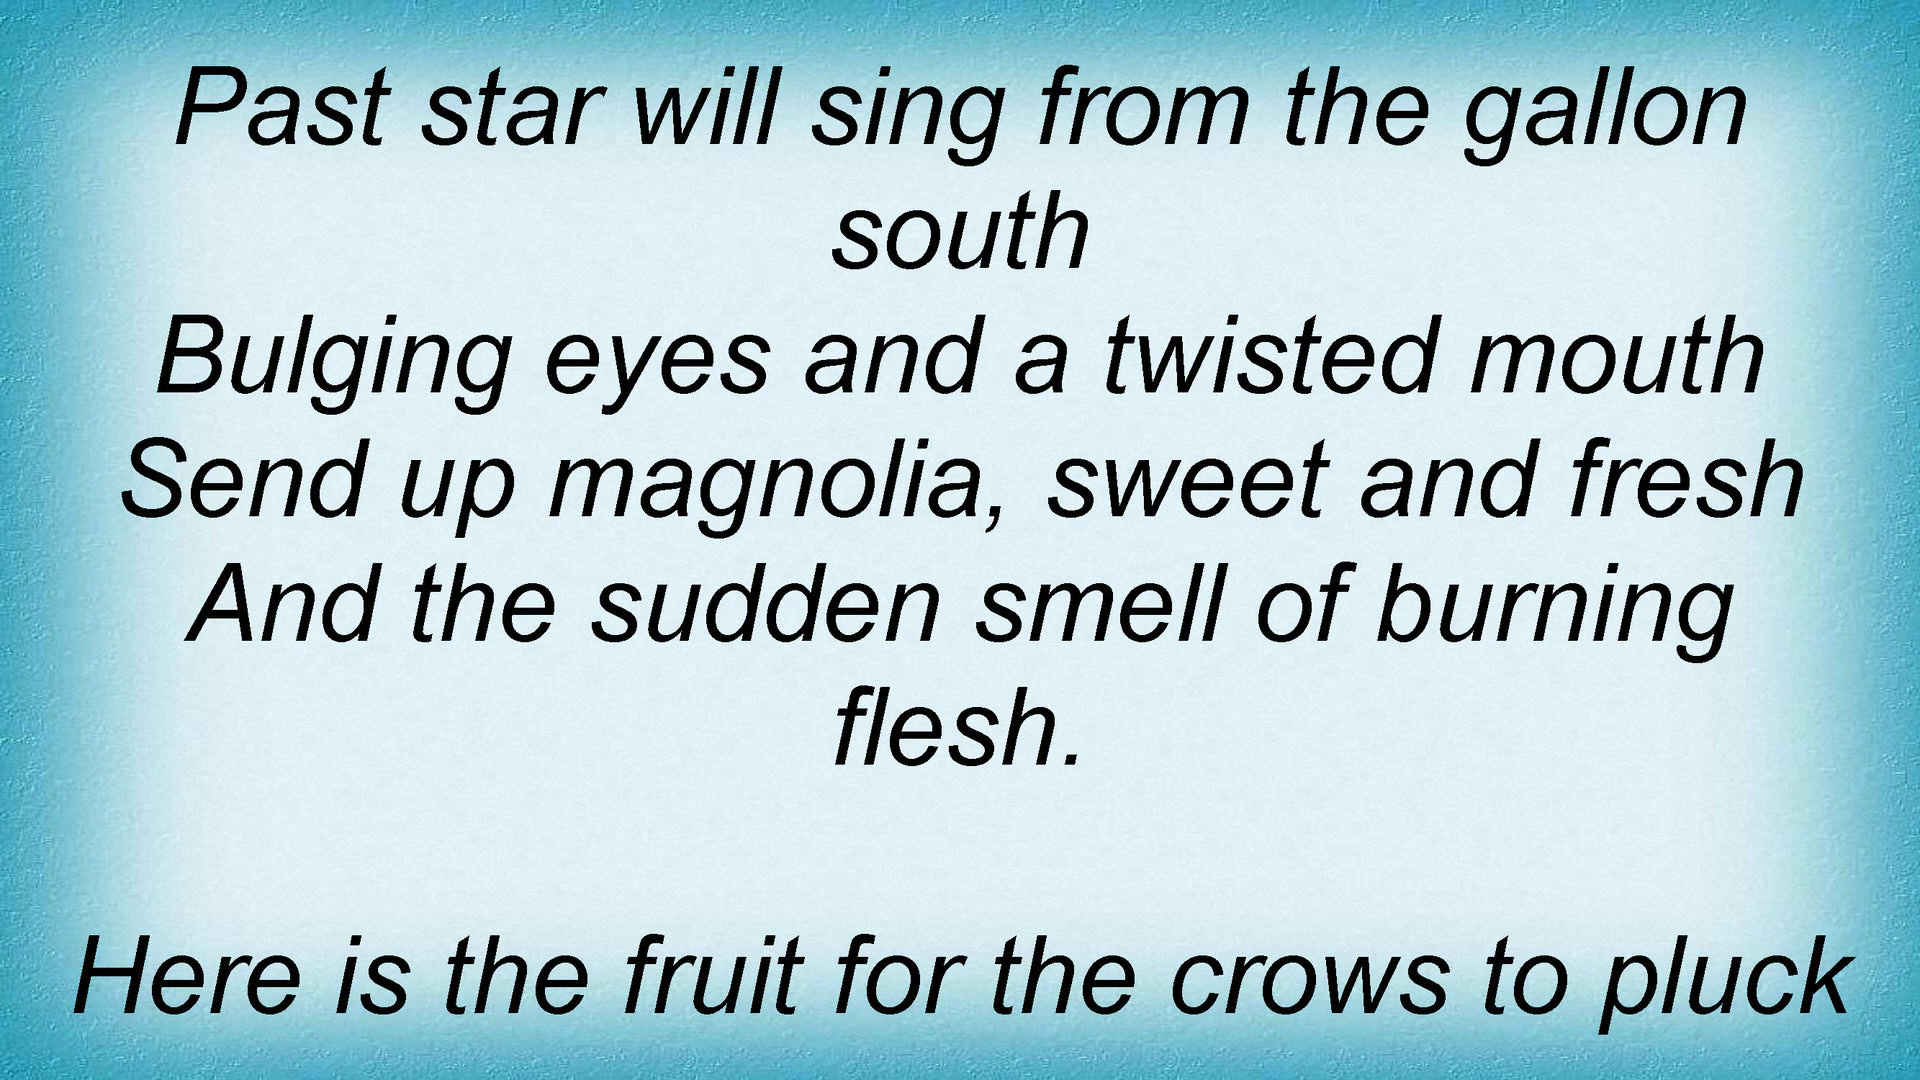 Past star will sing from the gallon
south
Bulging eyes and a twisted mouth
Send up magnolia, sweet and fresh
And the sudden smell of burning
flesh.
Here is the fruit for the crows to pluck